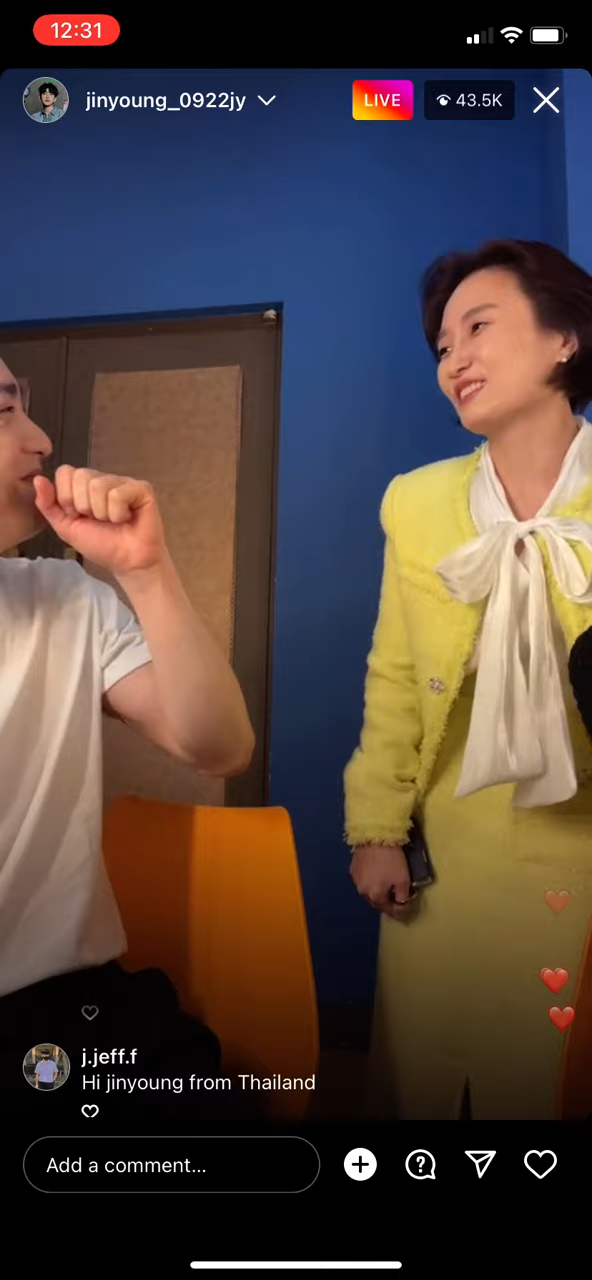 12:31
jinyoung_0922jy
LIVE
43.5K
j.jeff.f
Hi jinyoung from Thailand
Add a comment...